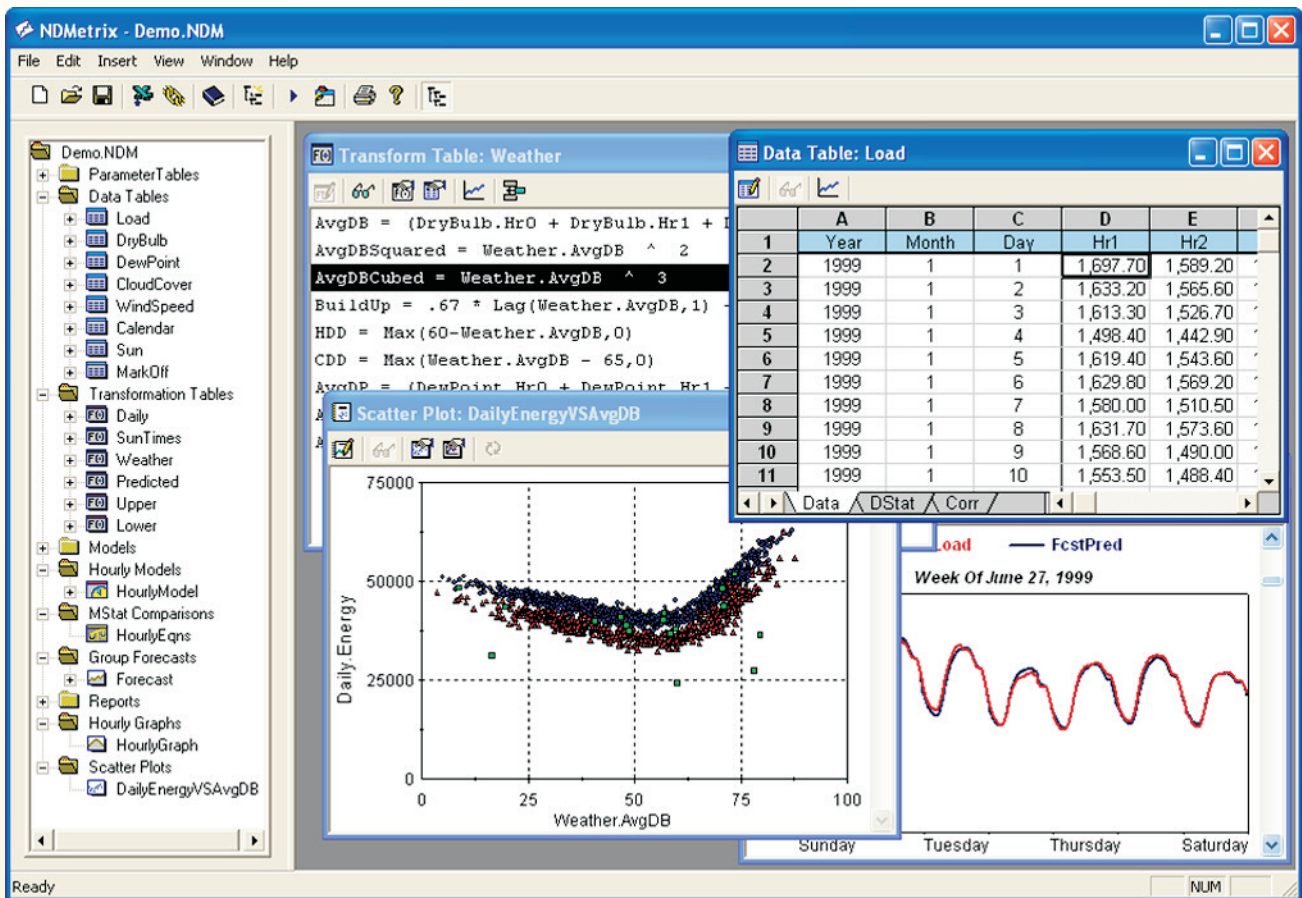 NDMetrix - Demo.NDM
File Edit Insert View Window Help
Demo.NDM
ParameterTables
Data Tables
Load
DryBulb
DewPoint
CloudCover
WindSpeed
Calendar
Sun
MarkOff
Transformation Tables
Daily
SunTimes
Weather
Predicted
Upper
Lower
Models
Hourly Models
HourlyModel
MStat Comparisons
HourlyEqns
Group Forecasts
Forecast
Reports
Hourly Graphs
HourlyGraph
Scatter Plots
DailyEnergyVSAvgDB
Transform Table: Weather
AvgDB = (DryBulb.Hr0 + DryBulb.Hr1 +
AvgDBSquared = Weather.AvgDB ^ 2
AvgDBCubed = Weather.AvgDB ^ 3
BuildUp = .67 * Lag(Weather.AvgDB,1)
HDD = Max(60-Weather.AvgDB,0)
CDD = Max(Weather.AvgDB - 65,0)
AvgDP = (DewPoint.Hr0 + DewPoint.Hr1
Data Table: Load
A B C D E
1 Year Month Day Hr1 Hr2
2 1999 1 1 1,697.70 1,589.20
3 1999 1 2 1,633.20 1,565.60
4 1999 1 3 1,613.30 1,526.70
5 1999 1 4 1,498.40 1,442.90
6 1999 1 5 1,619.40 1,543.60
7 1999 1 6 1,629.80 1,569.20
8 1999 1 7 1,580.00 1,510.50
9 1999 1 8 1,631.70 1,573.60
10 1999 1 9 1,568.60 1,490.00
11 1999 1 10 1,553.50 1,488.40
Data DStat Corr
Scatter Plot: DailyEnergyVSAvgDB
75000
50000
25000
0
Daily.Energy
0 25 50 75 100
Weather.AvgDB
Load FcstPred
Week Of June 27, 1999
Sunday Tuesday Thursday Saturday
Ready
NUM